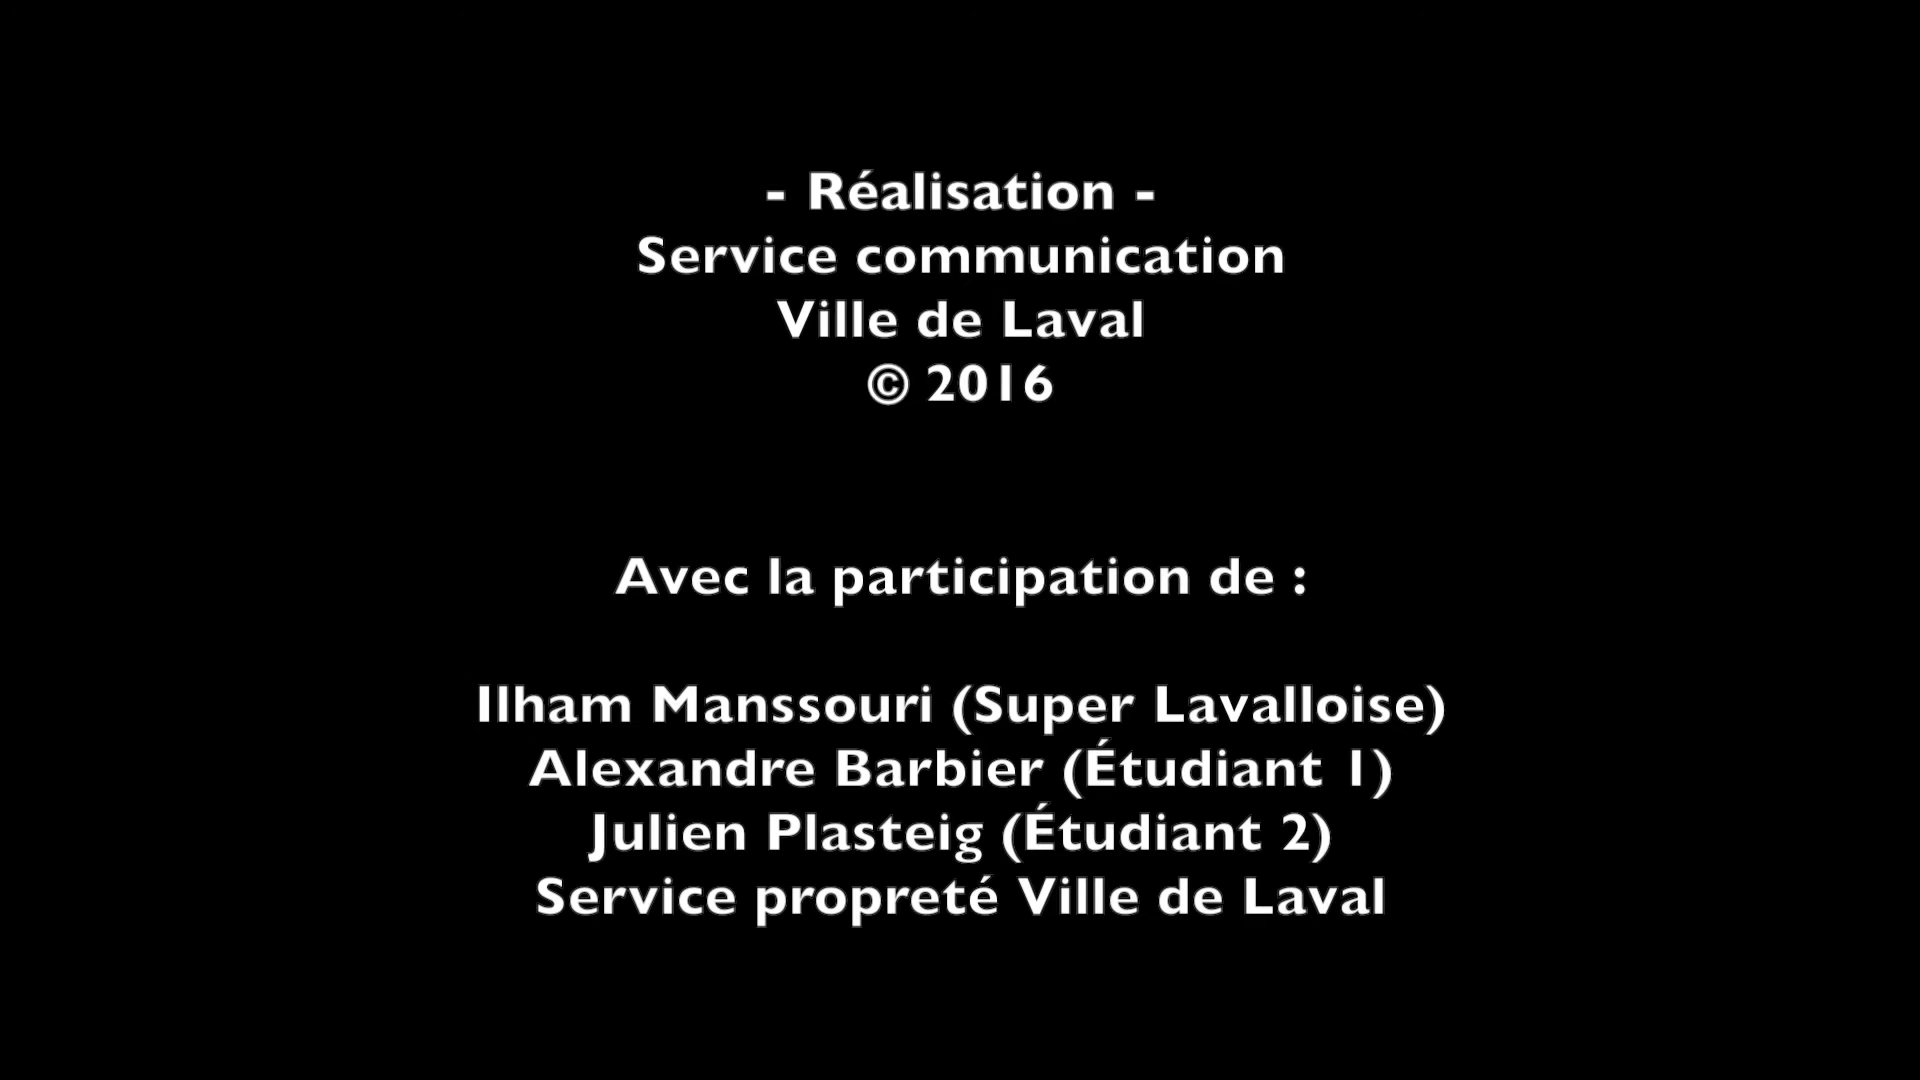 - Réalisation -
Service communication
Ville de Laval
© 2016
Avec la participation de :
Ilham Manssouri (Super Lavalloise)
Alexandre Barbier (Étudiant 1)
Julien Plasteig (Étudiant 2)
Service propreté Ville de Laval